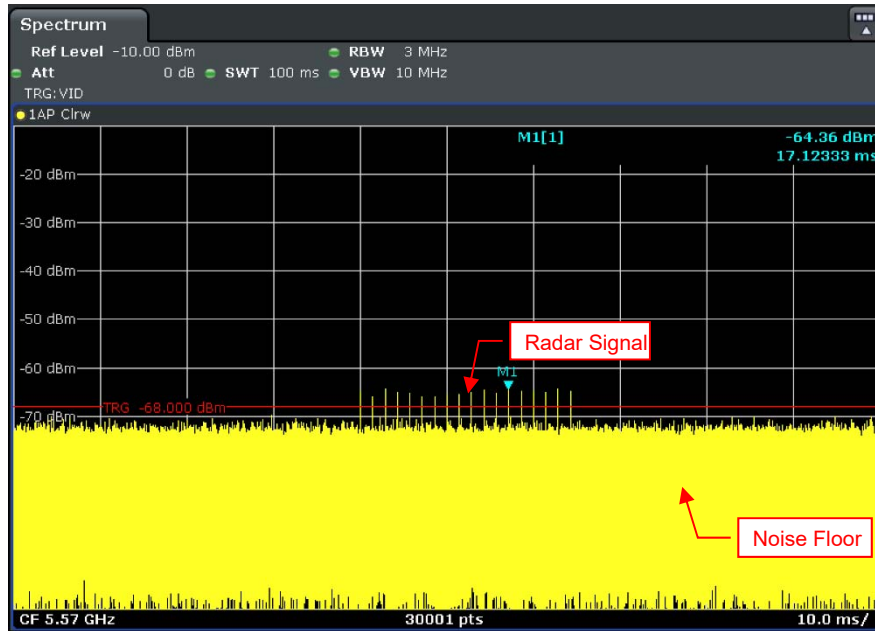 Spectrum
Ref Level -10.00 dBm RBW 3 MHz
Att 0 dB SWT 100 ms VBW 10 MHz
TRG:VID
1AP Clrw
M1[1] -64.36 dBm
17.12333 ms
-20 dBm
-30 dBm
-40 dBm
-50 dBm
Radar Signal
-60 dBm
M1
TRG -68.000 dBm
-70 dBm
Noise Floor
CF 5.57 GHz 30001 pts 10.0 ms/